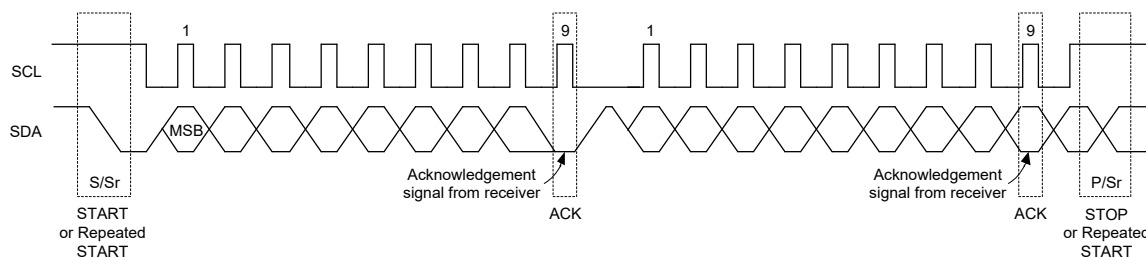 1
9
1
9
SCL
SDA
MSB
S/Sr
Acknowledgement
signal from receiver
Acknowledgement
signal from receiver
P/Sr
START
or Repeated
START
ACK
ACK
STOP
or Repeated
START